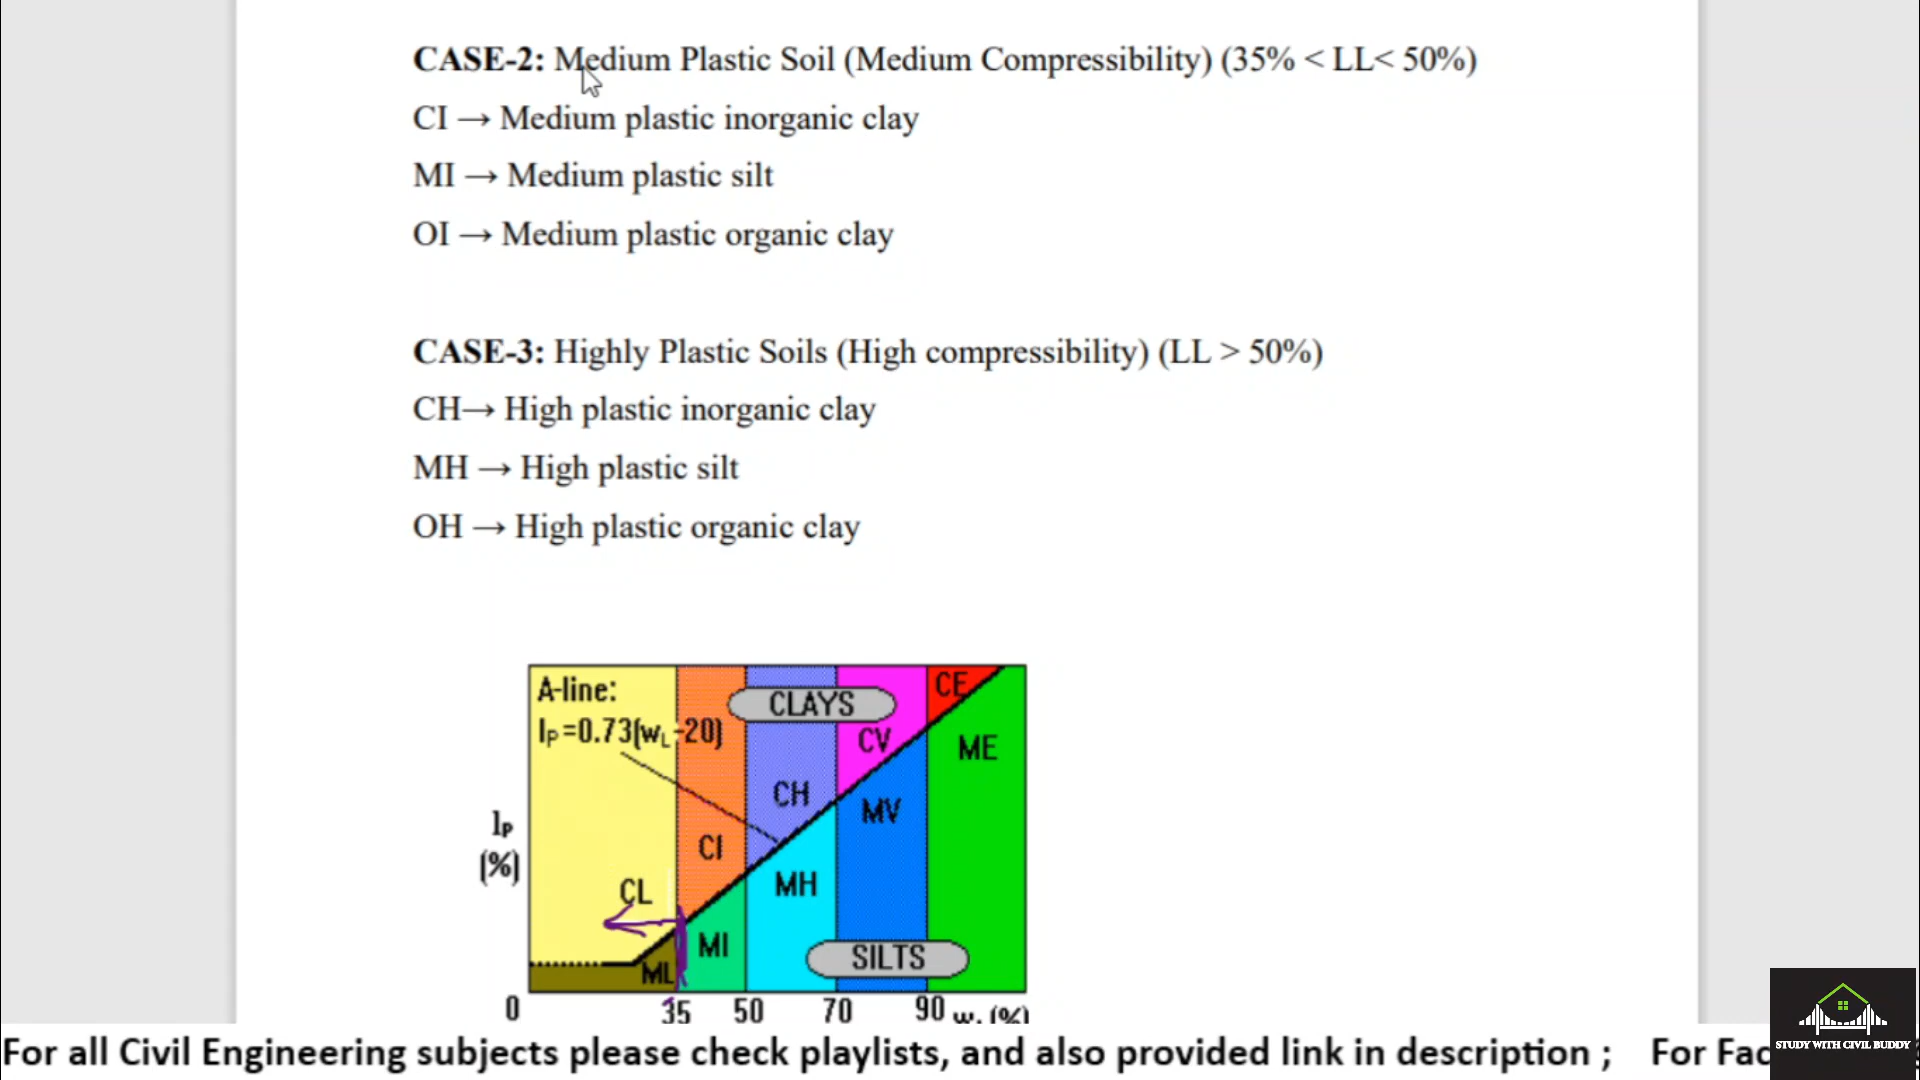 CASE-2: Medium Plastic Soil (Medium Compressibility) (35% < LL< 50%)
CI → Medium plastic inorganic clay
MI → Medium plastic silt
OI → Medium plastic organic clay
CASE-3: Highly Plastic Soils (High compressibility) (LL > 50%)
CH→ High plastic inorganic clay
MH → High plastic silt
OH → High plastic organic clay
A-line:
CE
CLAYS
Iₚ=0.73(w_L-20)
CV
ME
CH
MV
Iₚ
(%)
CI
CL
MH
MI
SILTS
ML
0
35
50
70
90
(%)
For all Civil Engineering subjects please check playlists, and also provided link in description ;
For Fac
STUDY WITH CIVIL BUDDY